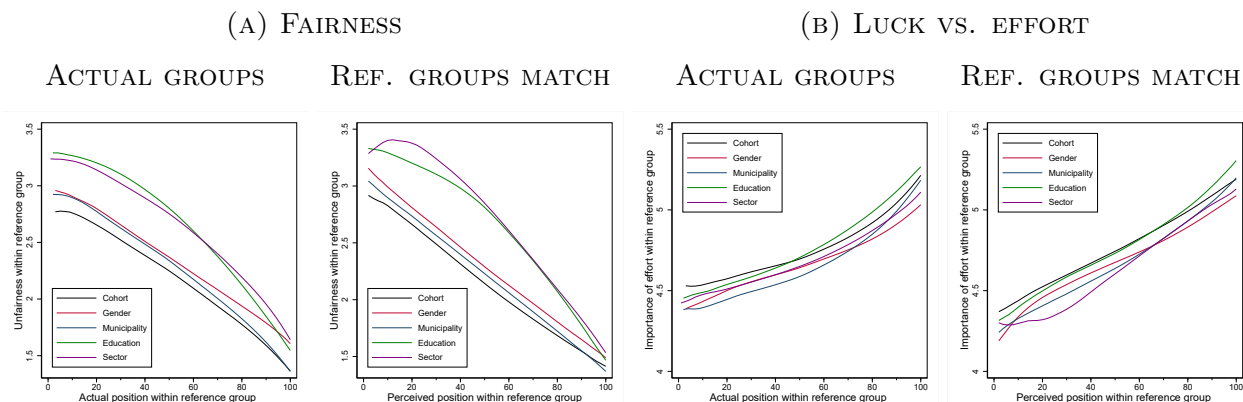 (A) FAIRNESS
(B) LUCK VS. EFFORT
ACTUAL GROUPS
REF. GROUPS MATCH
ACTUAL GROUPS
REF. GROUPS MATCH
Unfairness within reference group
1.5 2 2.5 3 3.5
Cohort
Gender
Municipality
Education
Sector
0 20 40 60 80 100
Actual position within reference group
Unfairness within reference group
1.5 2 2.5 3 3.5
Cohort
Gender
Municipality
Education
Sector
0 20 40 60 80 100
Perceived position within reference group
Importance of effort within reference group
4 4.5 5 5.5
Cohort
Gender
Municipality
Education
Sector
0 20 40 60 80 100
Actual position within reference group
Importance of effort within reference group
4 4.5 5 5.5
Cohort
Gender
Municipality
Education
Sector
0 20 40 60 80 100
Perceived position within reference group